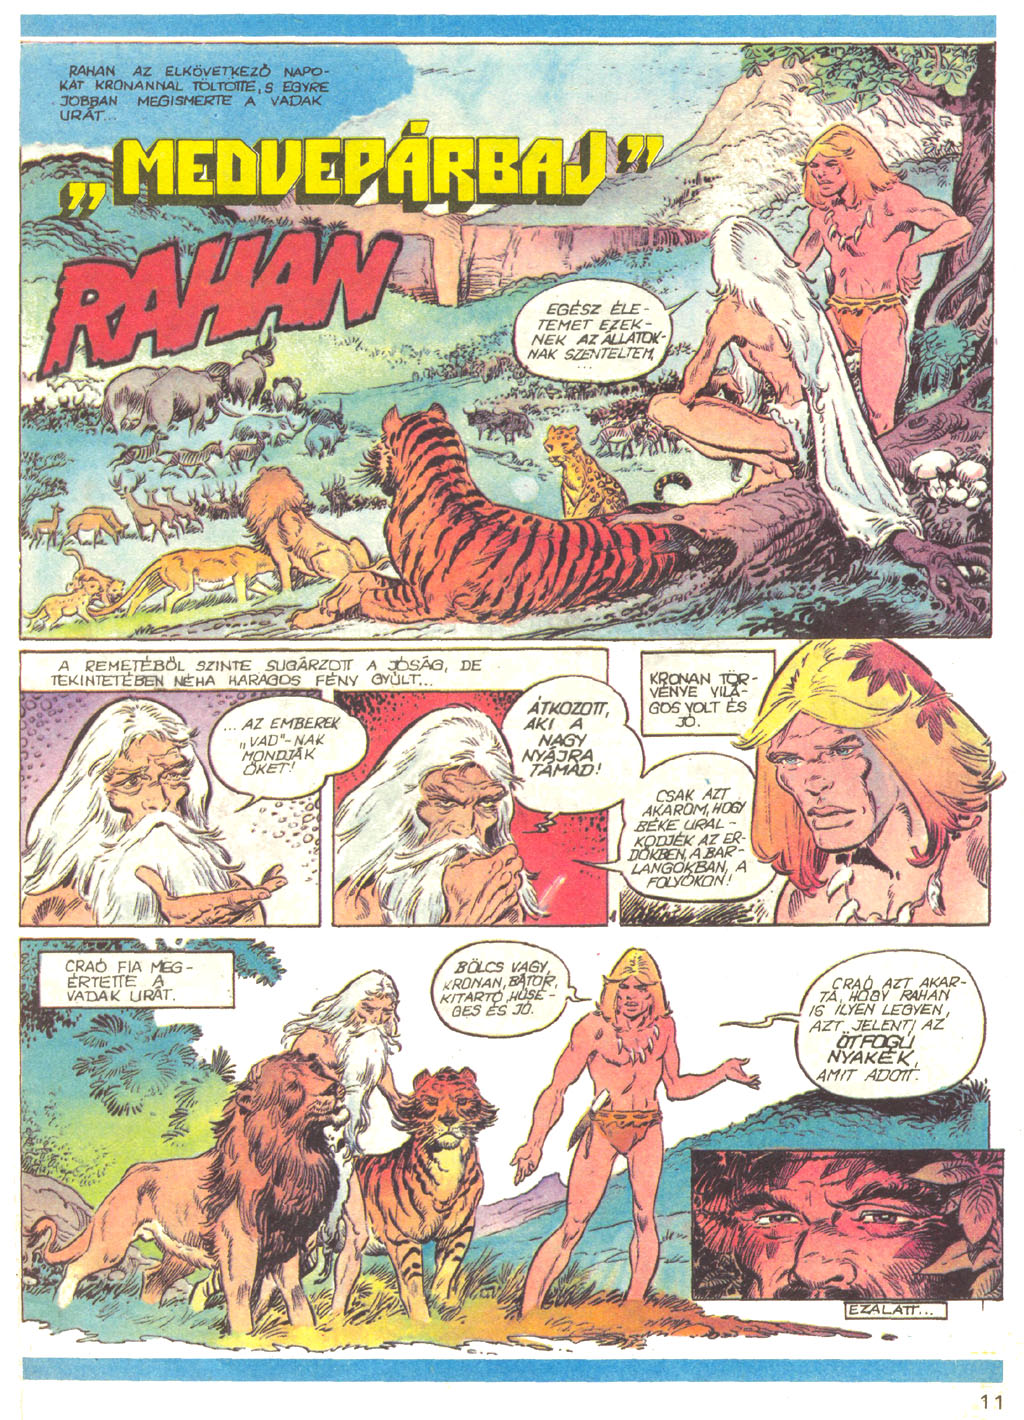 RAHAN AZ ELKÖVETKEZŐ NAPO-
KAT KRONANNAL TÖLTÖTTE, S EGYRE
JOBBAN MEGISMERTE A VADAK
URÁT...
„MEDVEPÁRBAJ”
RAHAN
EGÉSZ ÉLE-
TEMET EZEK-
NEK AZ ÁLLATOK-
NAK SZENTELTEM,
...
A REMETÉBŐL SZINTE SUGÁRZOTT A JÓSÁG, DE
TEKINTETÉBEN NÉHA HARAGOS FÉNY GYÚLT...
... AZ EMBEREK
„VAD"-NAK
MONDJÁK
ŐKET!
ÁTKOZOTT,
AKI A
NAGY
NYÁJRA
TÁMAD!
KRONAN TÖR-
VÉNYE VILÁ-
GOS VOLT ÉS
JÓ.
CSAK AZT
AKAROM, HOGY
BÉKE URAL-
KODJÉK AZ ER-
DŐKBEN, A BAR-
LANGOKBAN, A
FOLYÓKON!
CRAÓ FIA MEG-
ÉRTETTE A
VADAK URÁT.
BÖLCS VAGY,
KRONAN, BÁTOR,
KITARTÓ, HŰSÉ-
GES ÉS JÓ.
CRAÓ AZT AKAR-
TA, HOGY RAHAN
IS ILYEN LEGYEN,
AZT JELENTI AZ
ÖTFOGÚ
NYAKÉK,
AMIT ADOTT.
EZALATT...
11